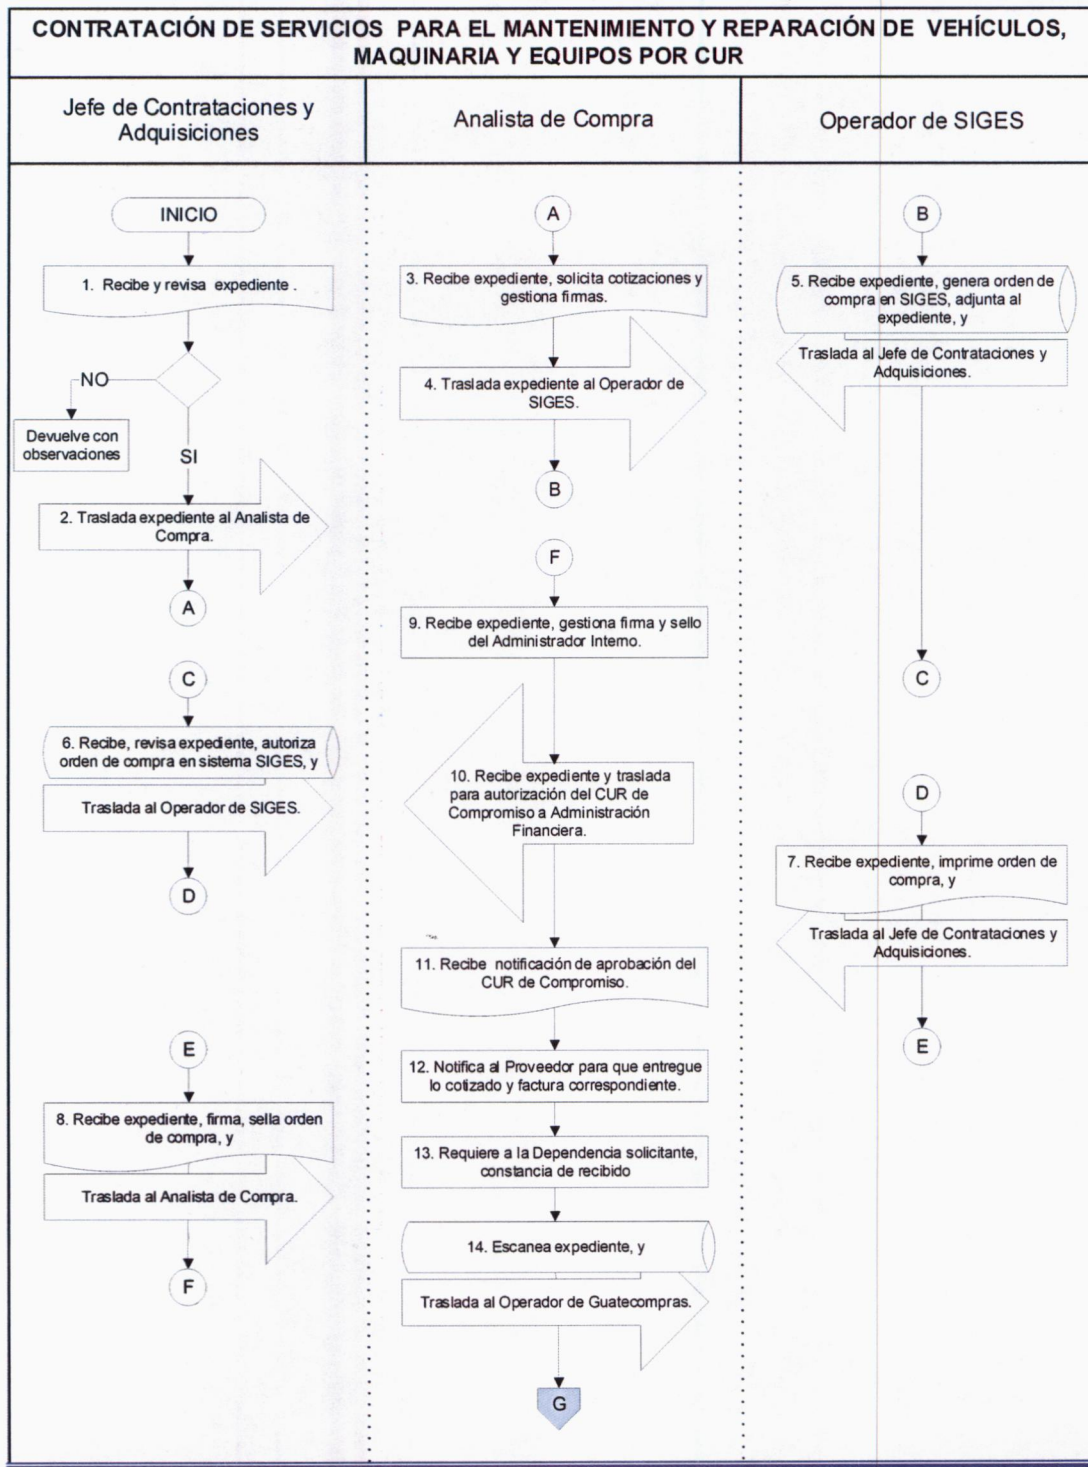 CONTRATACIÓN DE SERVICIOS PARA EL MANTENIMIENTO Y REPARACIÓN DE VEHÍCULOS,
MAQUINARIA Y EQUIPOS POR CUR
Jefe de Contrataciones y
Adquisiciones
INICIO
1. Recibe y revisa expediente .
NO
Devuelve con
observaciones
SI
2. Traslada expediente al Analista de
Compra.
A
C
6. Recibe, revisa expediente, autoriza
orden de compra en sistema SIGES, y
Traslada al Operador de SIGES.
D
E
8. Recibe expediente, firma, sella orden
de compra, y
Traslada al Analista de Compra.
F
Analista de Compra
A
3. Recibe expediente, solicita cotizaciones y
gestiona firmas.
4. Traslada expediente al Operador de
SIGES.
B
F
9. Recibe expediente, gestiona firma y sello
del Administrador Interno.
10. Recibe expediente y traslada
para autorización del CUR de
Compromiso a Administración
Financiera.
11. Recibe notificación de aprobación del
CUR de Compromiso.
12. Notifica al Proveedor para que entregue
lo cotizado y factura correspondiente.
13. Requiere a la Dependencia solicitante,
constancia de recibido
14. Escanea expediente, y
Traslada al Operador de Guatecompras.
G
Operador de SIGES
B
5. Recibe expediente, genera orden de
compra en SIGES, adjunta al
expediente, y
Traslada al Jefe de Contrataciones y
Adquisiciones.
C
D
7. Recibe expediente, imprime orden de
compra, y
Traslada al Jefe de Contrataciones y
Adquisiciones.
E